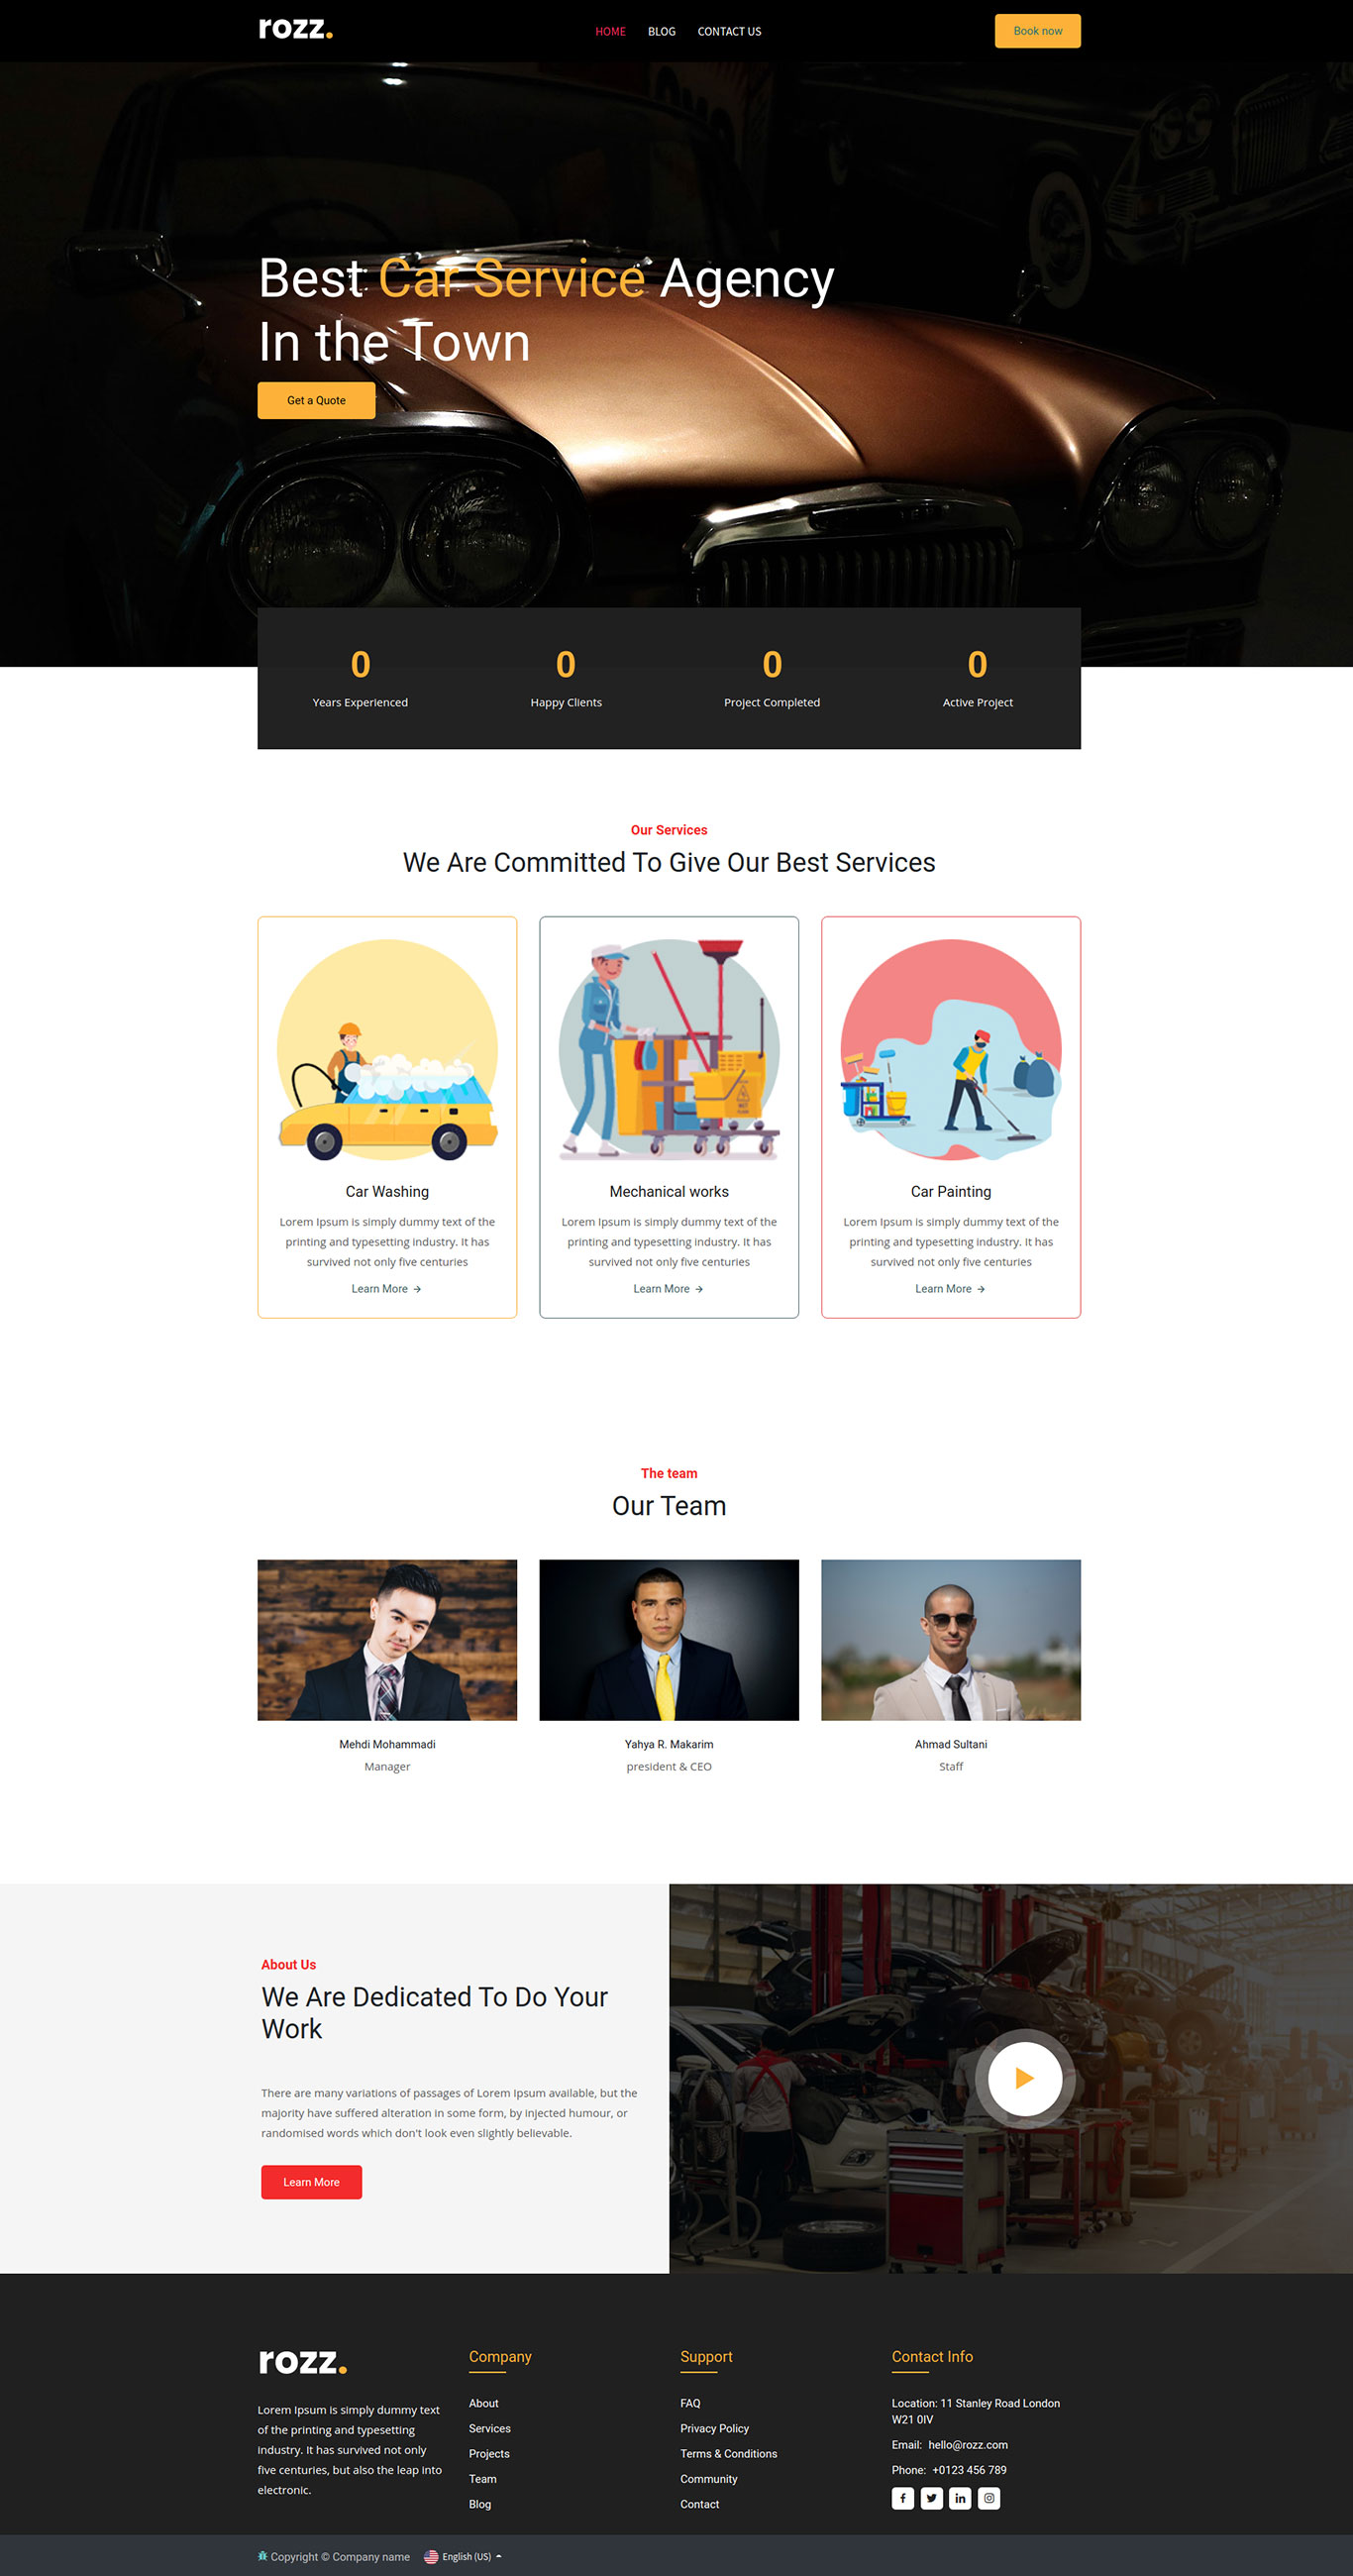 rozz.
HOME BLOG CONTACT US
Book now
Best Car Service Agency
In the Town
Get a Quote
0 0 0 0
Years Experienced Happy Clients Project Completed Active Project
Our Services
We Are Committed To Give Our Best Services
Car Washing
Lorem Ipsum is simply dummy text of the
printing and typesetting industry. It has
survived not only five centuries
Learn More →
Mechanical works
Lorem Ipsum is simply dummy text of the
printing and typesetting industry. It has
survived not only five centuries
Learn More →
Car Painting
Lorem Ipsum is simply dummy text of the
printing and typesetting industry. It has
survived not only five centuries
Learn More →
The team
Our Team
Mehdi Mohammadi
Manager
Yahya R. Makarim
president & CEO
Ahmad Sultani
Staff
About Us
We Are Dedicated To Do Your
Work
There are many variations of passages of Lorem Ipsum available, but the
majority have suffered alteration in some form, by injected humour, or
randomised words which don't look even slightly believable.
Learn More
rozz.
Lorem Ipsum is simply dummy text
of the printing and typesetting
industry. It has survived not only
five centuries, but also the leap into
electronic.
Company
About
Services
Projects
Team
Blog
Support
FAQ
Privacy Policy
Terms & Conditions
Community
Contact
Contact Info
Location: 11 Stanley Road London
W21 0IV
Email: hello@rozz.com
Phone: +0123 456 789
Copyright © Company name English (US)